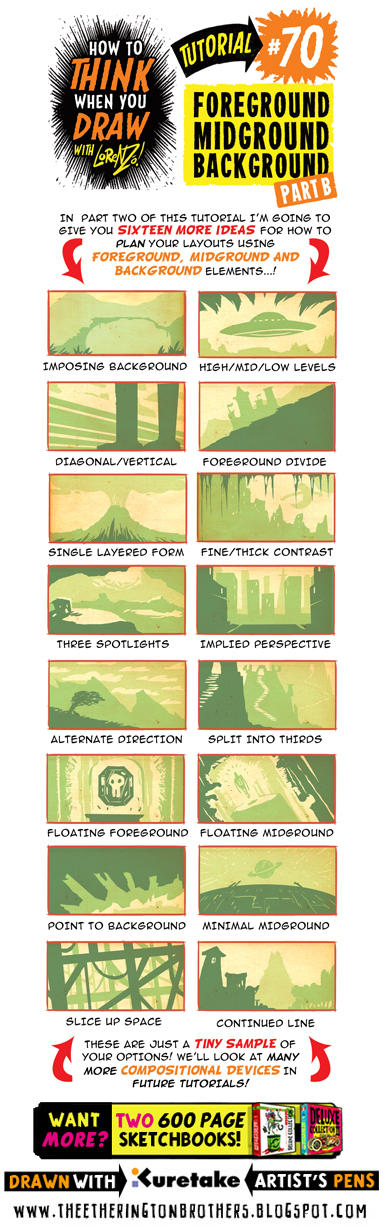 HOW TO
THINK
WHEN YOU
DRAW
WITH LORENZO!
TUTORIAL
#70
FOREGROUND
MIDGROUND
BACKGROUND
PART B
IN PART TWO OF THIS TUTORIAL I'M GOING TO
GIVE YOU SIXTEEN MORE IDEAS FOR HOW TO
PLAN YOUR LAYOUTS USING
FOREGROUND, MIDGROUND AND
BACKGROUND ELEMENTS...!
IMPOSING BACKGROUND
HIGH/MID/LOW LEVELS
DIAGONAL/VERTICAL
FOREGROUND DIVIDE
SINGLE LAYERED FORM
FINE/THICK CONTRAST
THREE SPOTLIGHTS
IMPLIED PERSPECTIVE
ALTERNATE DIRECTION
SPLIT INTO THIRDS
FLOATING FOREGROUND
FLOATING MIDGROUND
POINT TO BACKGROUND
MINIMAL MIDGROUND
SLICE UP SPACE
CONTINUED LINE
THESE ARE JUST A TINY SAMPLE OF
YOUR OPTIONS! WE'LL LOOK AT MANY
MORE COMPOSITIONAL DEVICES IN
FUTURE TUTORIALS!
WANT
MORE?
TWO 600 PAGE
SKETCHBOOKS!
DELUXE
COLLECTION
DRAWN WITH Kuretake ARTIST'S PENS
WWW.THEETHERINGTONBROTHERS.BLOGSPOT.COM